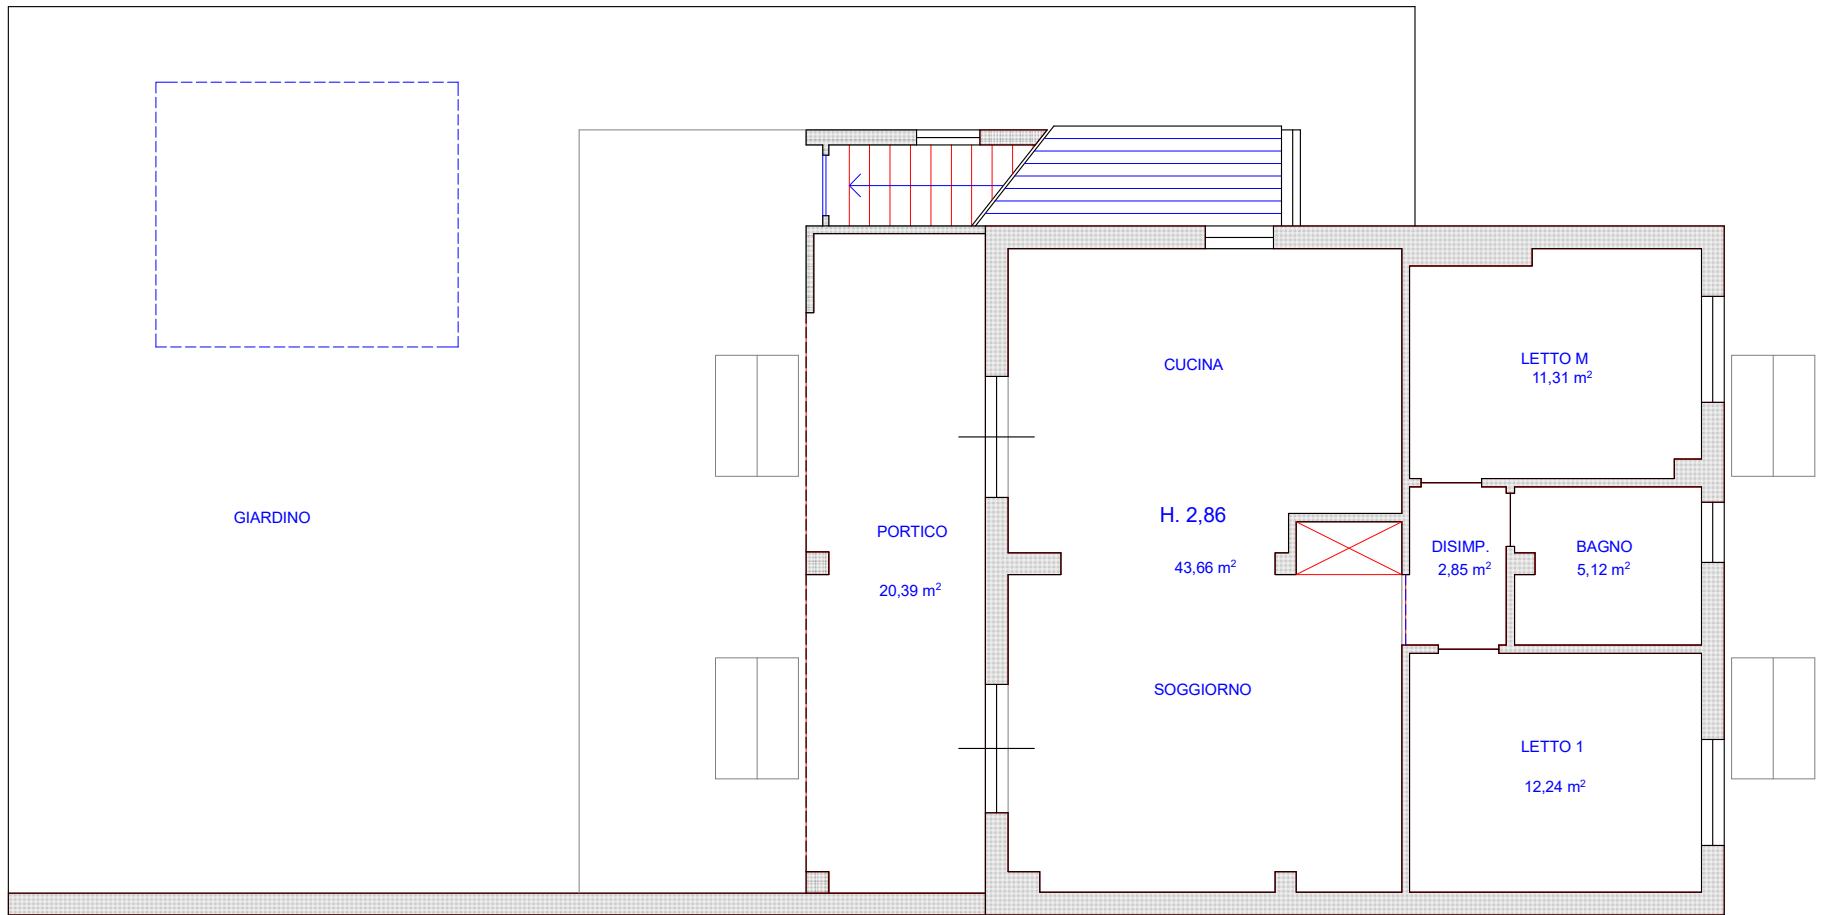 GIARDINO
PORTICO
20,39 m²
CUCINA
H. 2,86
43,66 m²
SOGGIORNO
LETTO M
11,31 m²
DISIMP.
2,85 m²
BAGNO
5,12 m²
LETTO 1
12,24 m²